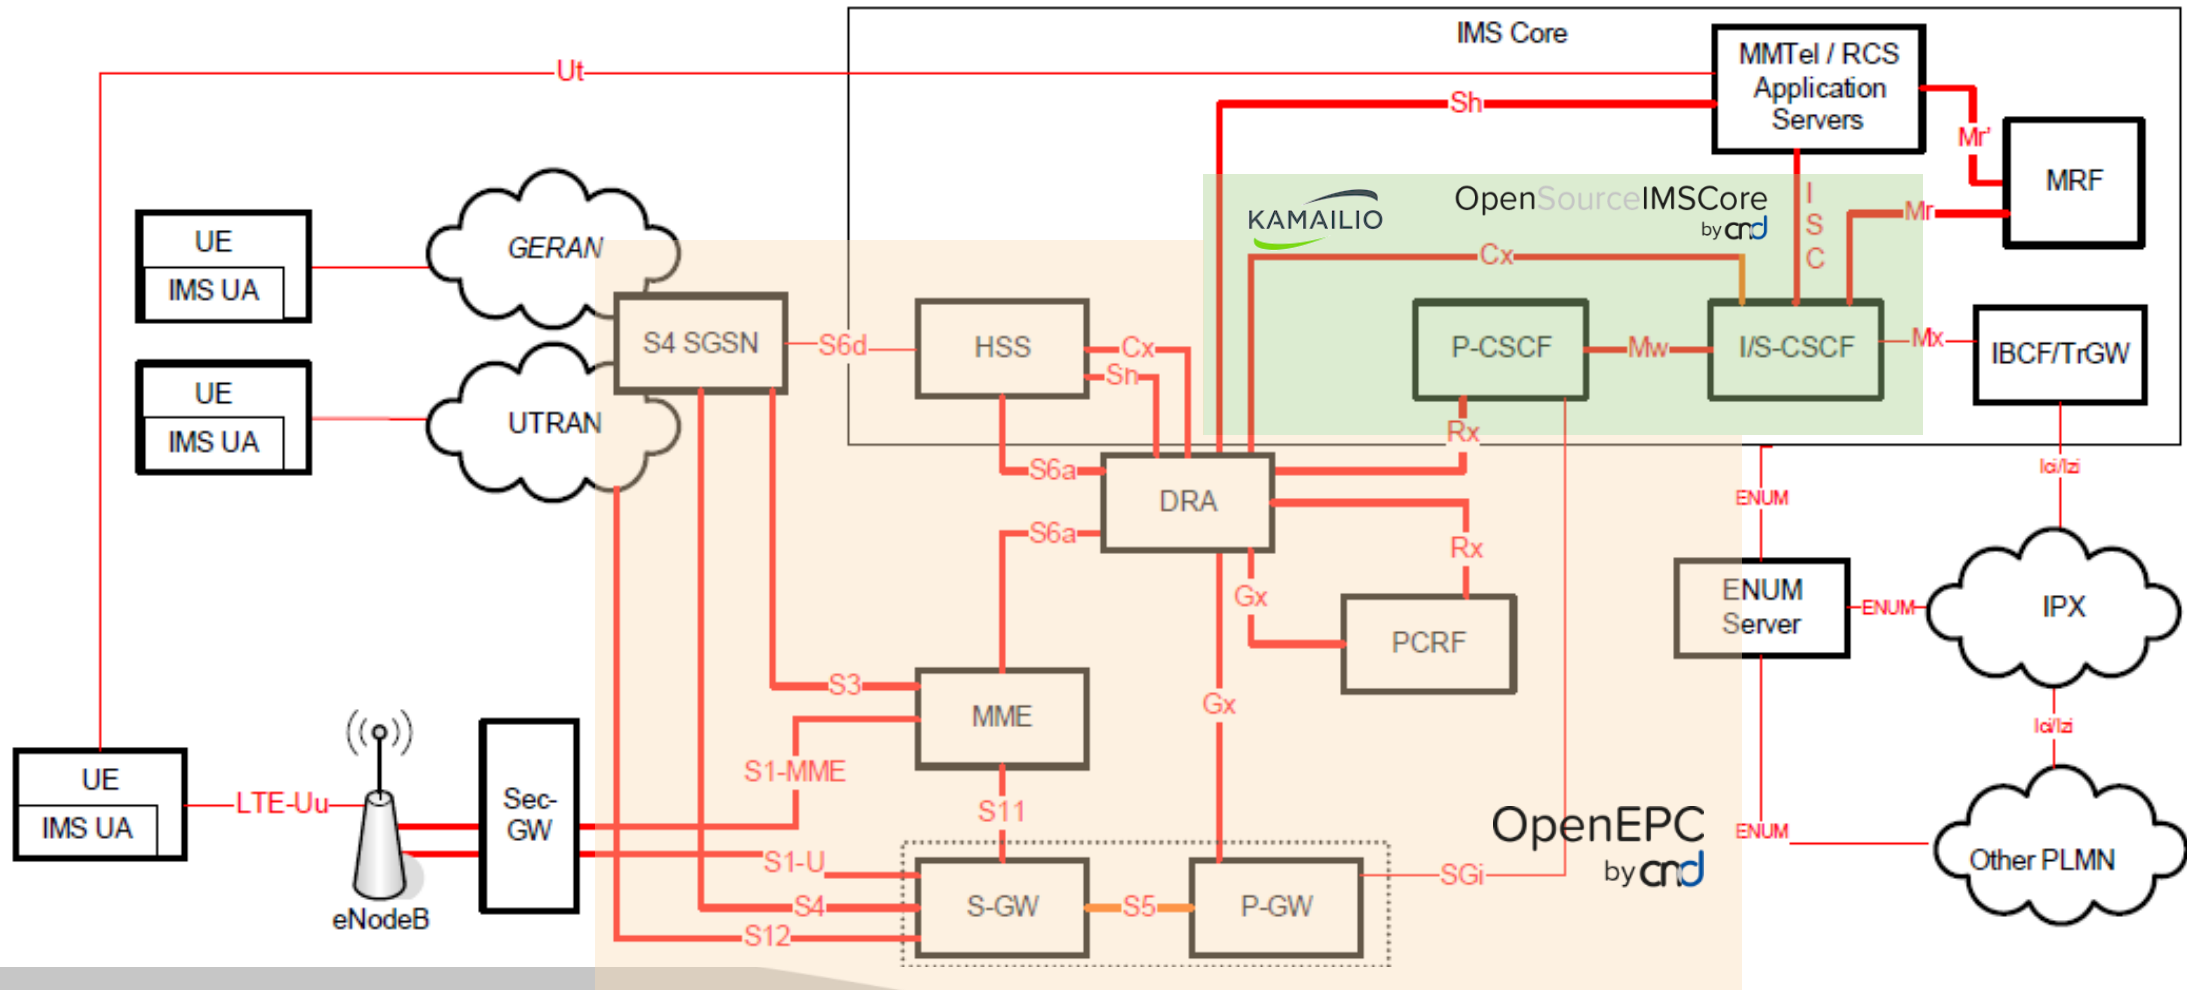 IMS Core
MMTel / RCS
Application
Servers
Ut
Sh
Mr'
MRF
KAMAILIO
OpenSourceIMSCore
by cnd
I
S
C
Mr
UE
IMS UA
GERAN
Cx
S4 SGSN
S6d
HSS
Cx
Sh
P-CSCF
Mw
I/S-CSCF
Mx
IBCF/TrGW
UE
IMS UA
UTRAN
Rx
S6a
DRA
ENUM
Ici/Izi
S6a
Rx
Gx
ENUM
Server
ENUM
IPX
PCRF
S3
MME
Gx
Ici/Izi
S1-MME
UE
IMS UA
LTE-Uu
Sec-
GW
S11
OpenEPC
by cnd
ENUM
Other PLMN
S1-U
SGi
S4
S-GW
S5
P-GW
eNodeB
S12